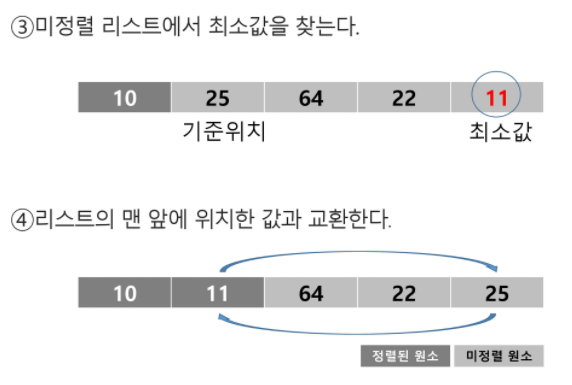 ③미정렬 리스트에서 최소값을 찾는다.
10 25 64 22 11
기준위치 최소값
④리스트의 맨 앞에 위치한 값과 교환한다.
10 11 64 22 25
정렬된 원소 미정렬 원소